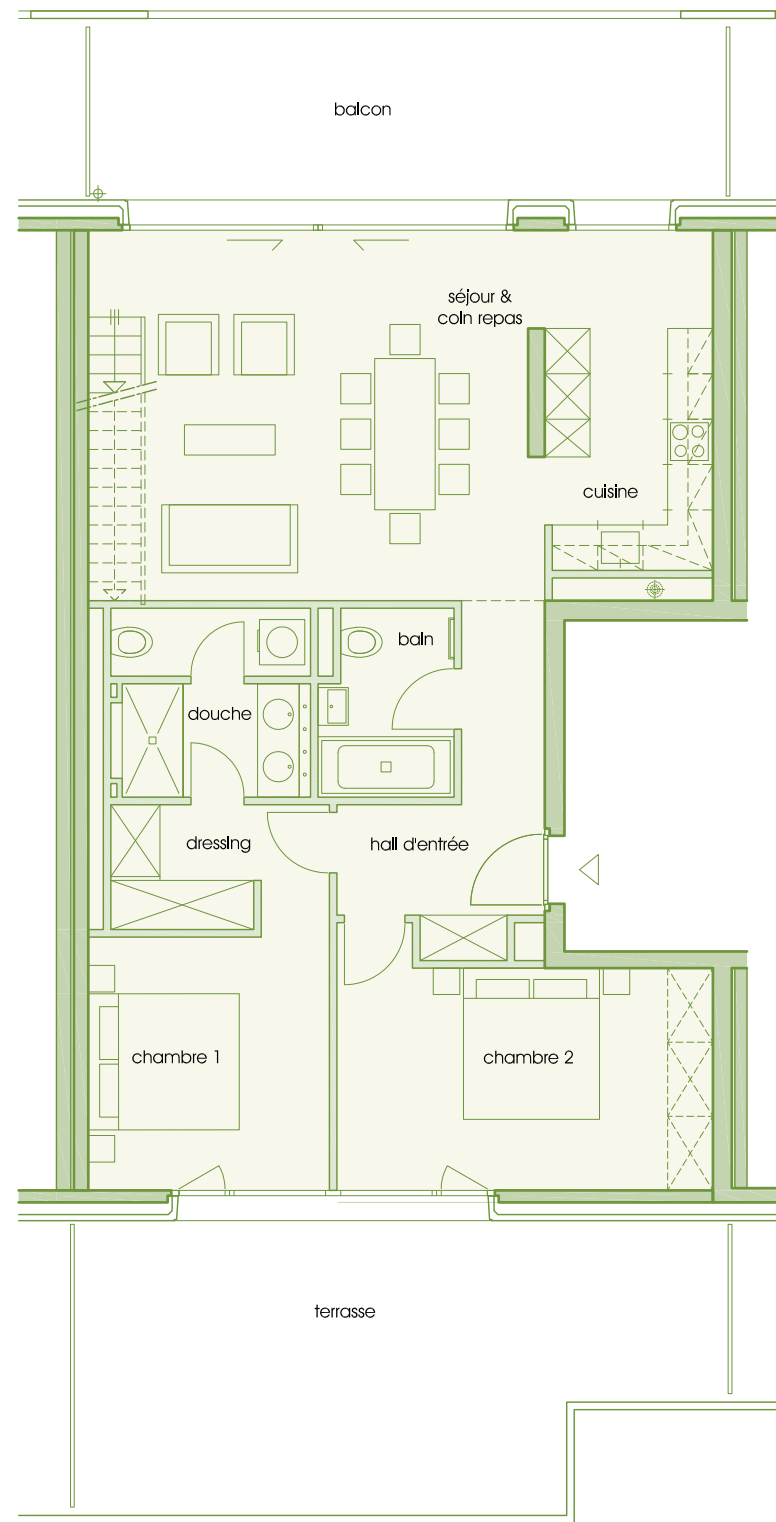 balcon
séjour &
coin repas
cuisine
bain
douche
dressing
hall d'entrée
chambre 1
chambre 2
terrasse